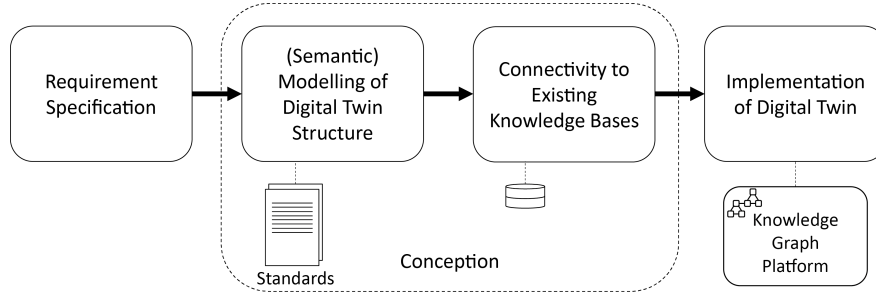 Requirement
Specification
(Semantic)
Modelling of
Digital Twin
Structure
Connectivity to
Existing
Knowledge Bases
Implementation
of Digital Twin
Standards
Conception
Knowledge
Graph
Platform